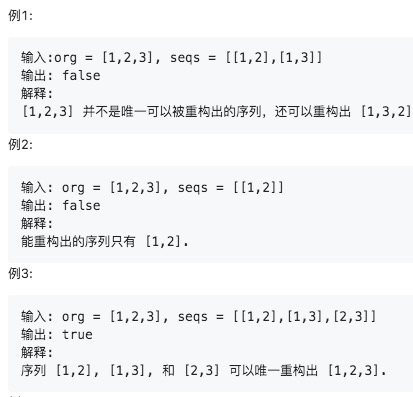 例1:
输入:org = [1,2,3], seqs = [[1,2],[1,3]]
输出: false
解释:
[1,2,3] 并不是唯一可以被重构出的序列，还可以重构出 [1,3,2]
例2:
输入: org = [1,2,3], seqs = [[1,2]]
输出: false
解释:
能重构出的序列只有 [1,2].
例3:
输入: org = [1,2,3], seqs = [[1,2],[1,3],[2,3]]
输出: true
解释:
序列 [1,2], [1,3], 和 [2,3] 可以唯一重构出 [1,2,3].